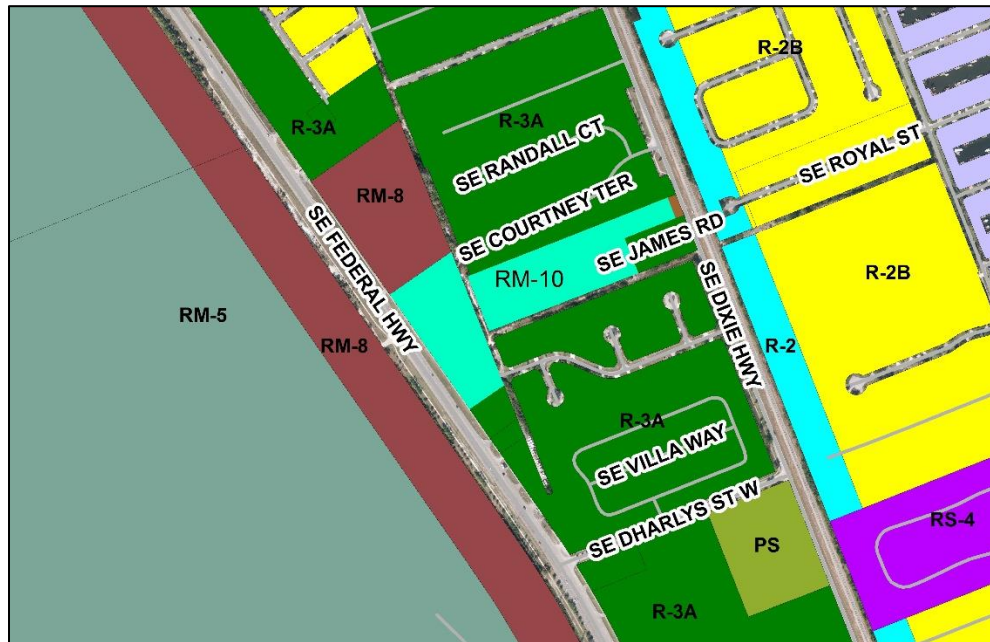 R-2B
R-3A
R-3A
SE RANDALL CT
SE ROYAL ST
RM-8
SE COURTNEY TER
SE FEDERAL HWY
SE JAMES RD
RM-10
R-2B
SE DIXIE HWY
RM-5
RM-8
R-2
R-3A
SE VILLA WAY
SE DHARLYS ST W
RS-4
PS
R-3A